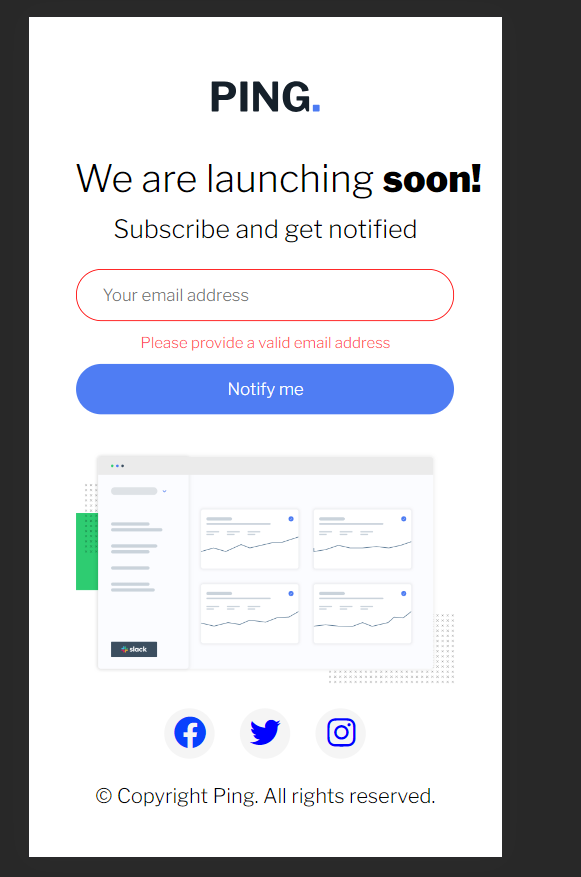 PING.
We are launching soon!
Subscribe and get notified
Your email address
Please provide a valid email address
Notify me
slack
© Copyright Ping. All rights reserved.